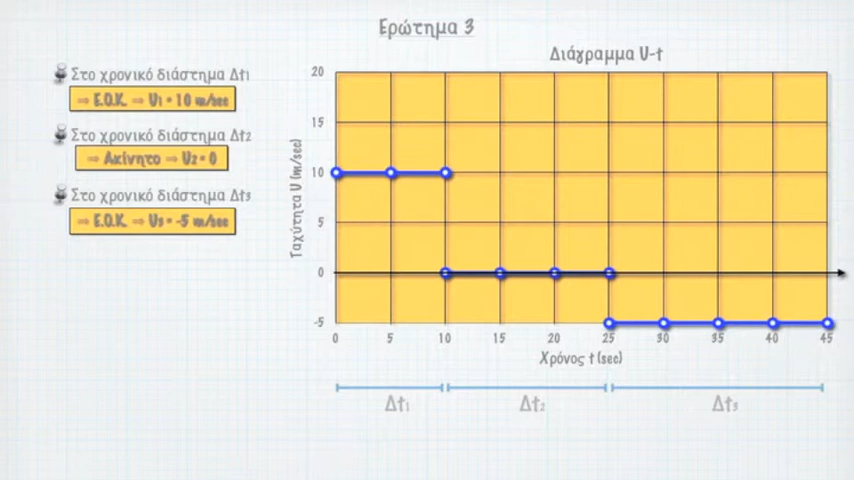 Ερώτημα 3
Στο χρονικό διάστημα Δt1
⇒ Ε.Ο.Κ. ⇒ U1 = 10 m/sec
Στο χρονικό διάστημα Δt2
⇒ Ακίνητο ⇒ U2 = 0
Στο χρονικό διάστημα Δt3
⇒ Ε.Ο.Κ. ⇒ U3 = -5 m/sec
Διάγραμμα U-t
Ταχύτητα U (m/sec)
20
15
10
5
0
-5
0 5 10 15 20 25 30 35 40 45
Χρόνος t (sec)
Δt1 Δt2 Δt3